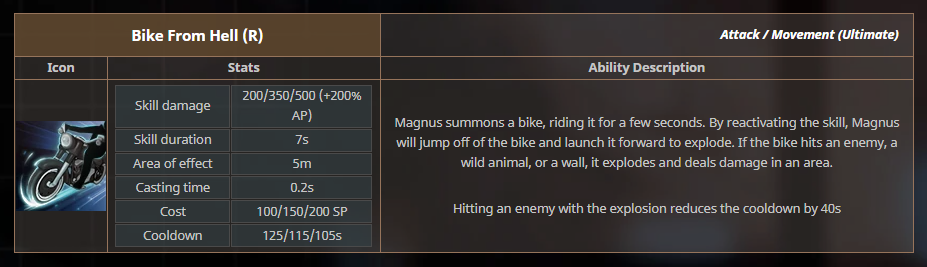 Bike From Hell (R)
Attack / Movement (Ultimate)
Icon
Stats
Ability Description
Skill damage
200/350/500 (+200%
AP)
Skill duration
7s
Area of effect
5m
Casting time
0.2s
Cost
100/150/200 SP
Cooldown
125/115/105s
Magnus summons a bike, riding it for a few seconds. By reactivating the skill, Magnus
will jump off of the bike and launch it forward to explode. If the bike hits an enemy, a
wild animal, or a wall, it explodes and deals damage in an area.
Hitting an enemy with the explosion reduces the cooldown by 40s